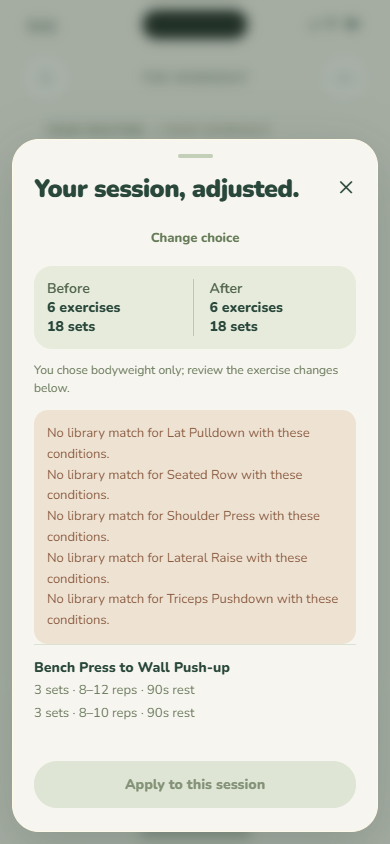 Your session, adjusted.
Change choice
Before
6 exercises
18 sets
After
6 exercises
18 sets
You chose bodyweight only; review the exercise changes
below.
No library match for Lat Pulldown with these
conditions.
No library match for Seated Row with these
conditions.
No library match for Shoulder Press with these
conditions.
No library match for Lateral Raise with these
conditions.
No library match for Triceps Pushdown with these
conditions.
Bench Press to Wall Push-up
3 sets · 8–12 reps · 90s rest
3 sets · 8–10 reps · 90s rest
Apply to this session